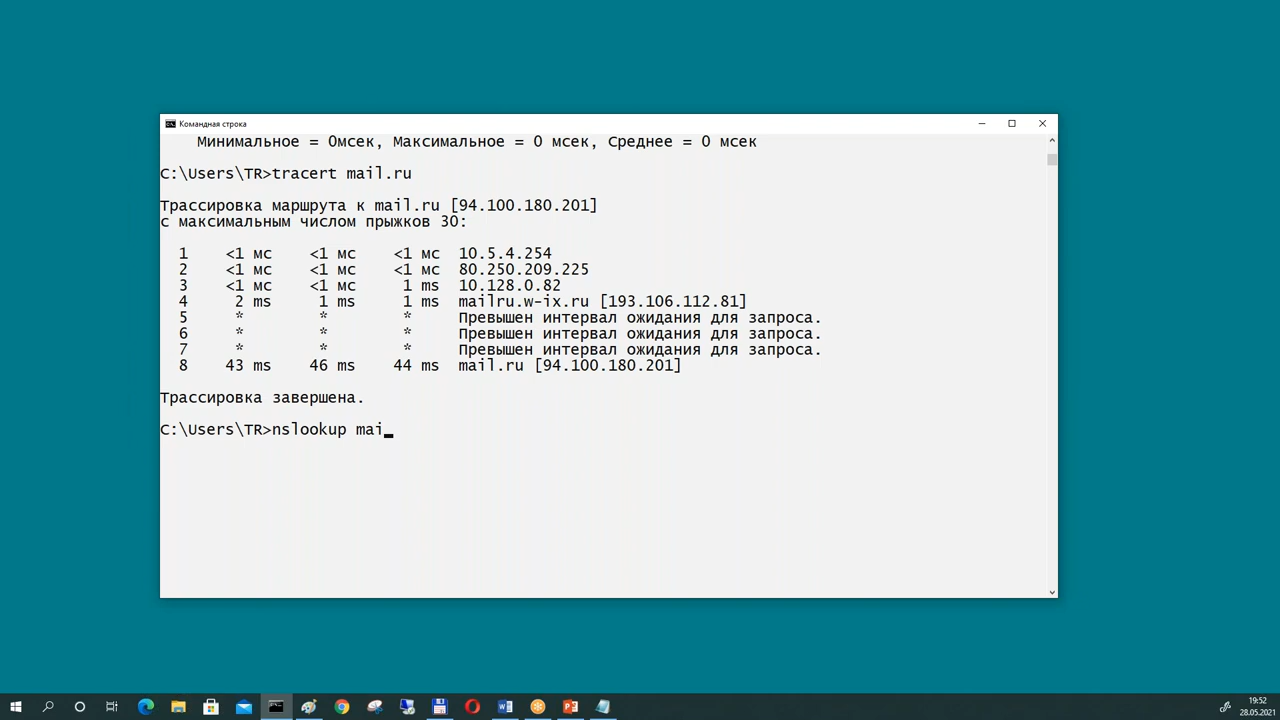 Командная строка
Минимальное = 0мсек, Максимальное = 0 мсек, Среднее = 0 мсек
C:\Users\TR>tracert mail.ru
Трассировка маршрута к mail.ru [94.100.180.201]
с максимальным числом прыжков 30:
1 <1 мс <1 мс <1 мс 10.5.4.254
2 <1 мс <1 мс <1 мс 80.250.209.225
3 <1 мс <1 мс 1 ms 10.128.0.82
4 2 ms 1 ms 1 ms mailru.w-ix.ru [193.106.112.81]
5 * * * Превышен интервал ожидания для запроса.
6 * * * Превышен интервал ожидания для запроса.
7 * * * Превышен интервал ожидания для запроса.
8 43 ms 46 ms 44 ms mail.ru [94.100.180.201]
Трассировка завершена.
C:\Users\TR>nslookup mai_
19:52
28.05.2021